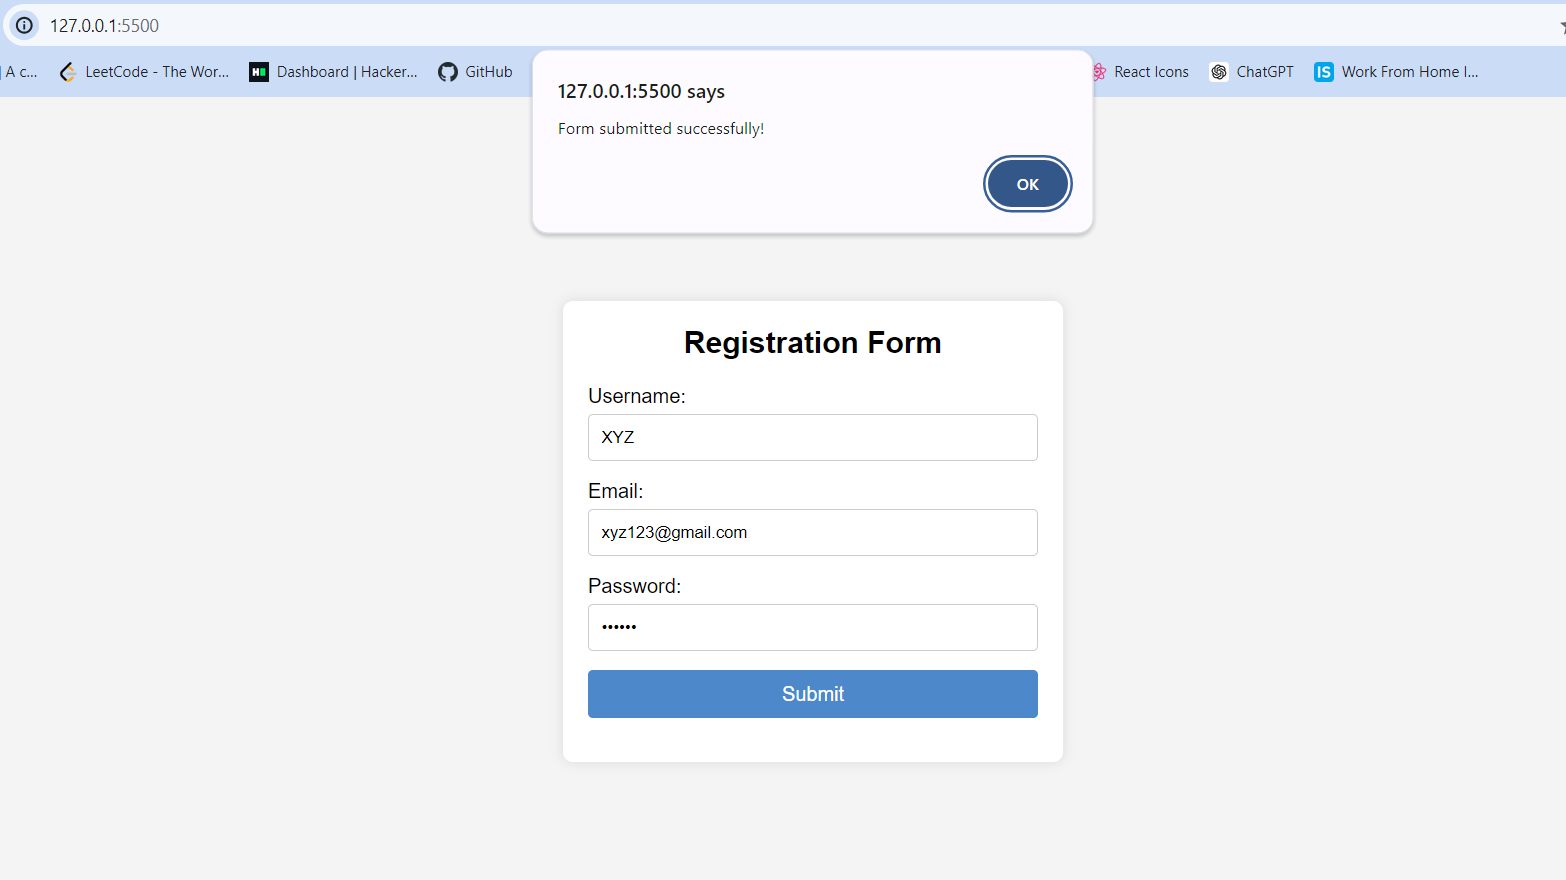 127.0.0.1:5500
A c...
LeetCode - The Wor...
Dashboard | Hacker...
GitHub
React Icons
ChatGPT
IS
Work From Home I...
127.0.0.1:5500 says
Form submitted successfully!
OK
Registration Form
Username:
XYZ
Email:
xyz123@gmail.com
Password:
••••••
Submit